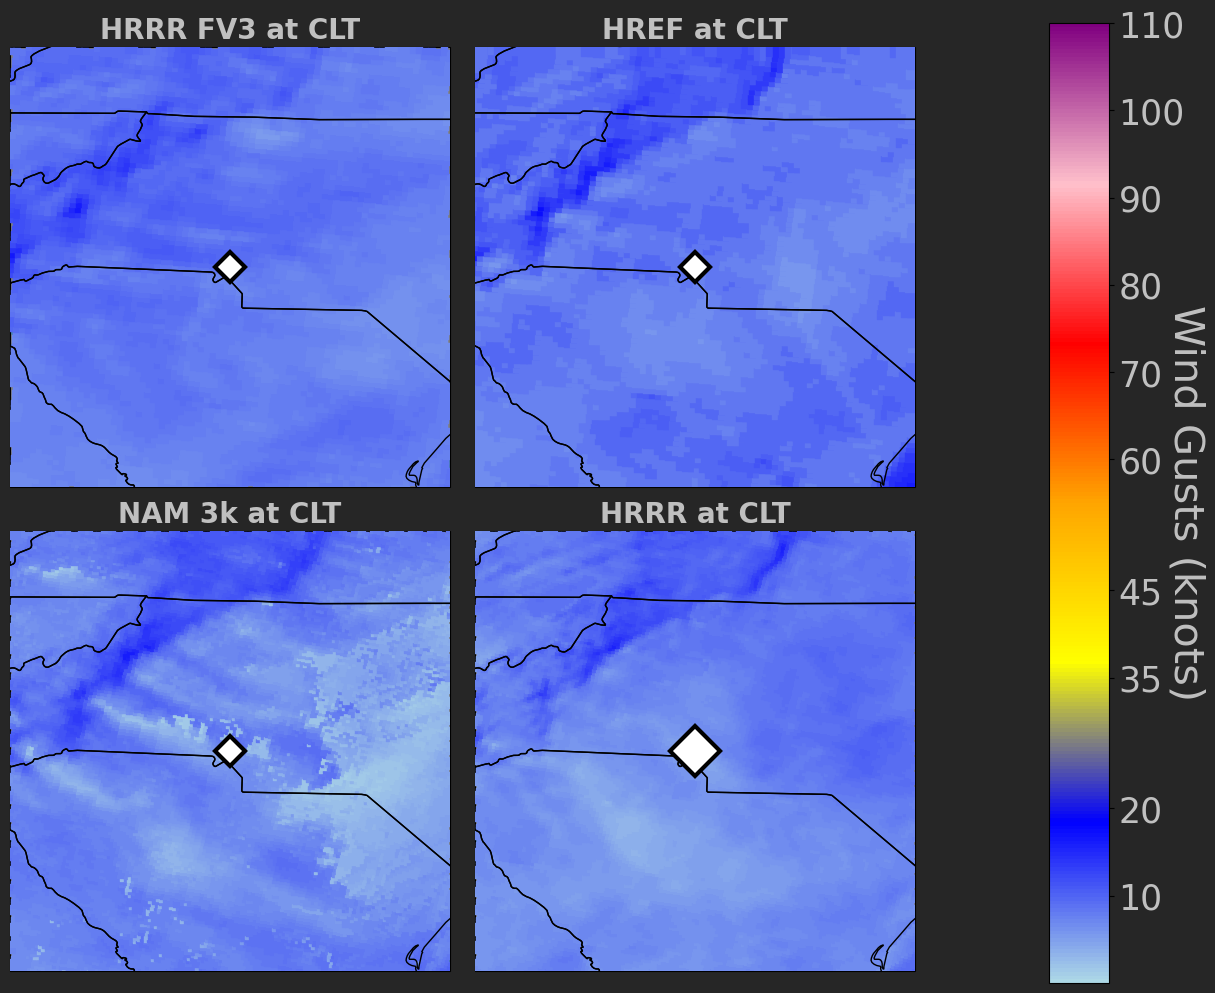 HRRR FV3 at CLT
HREF at CLT
NAM 3k at CLT
HRRR at CLT
110
100
90
80
70
60
45
35
20
10
Wind Gusts (knots)